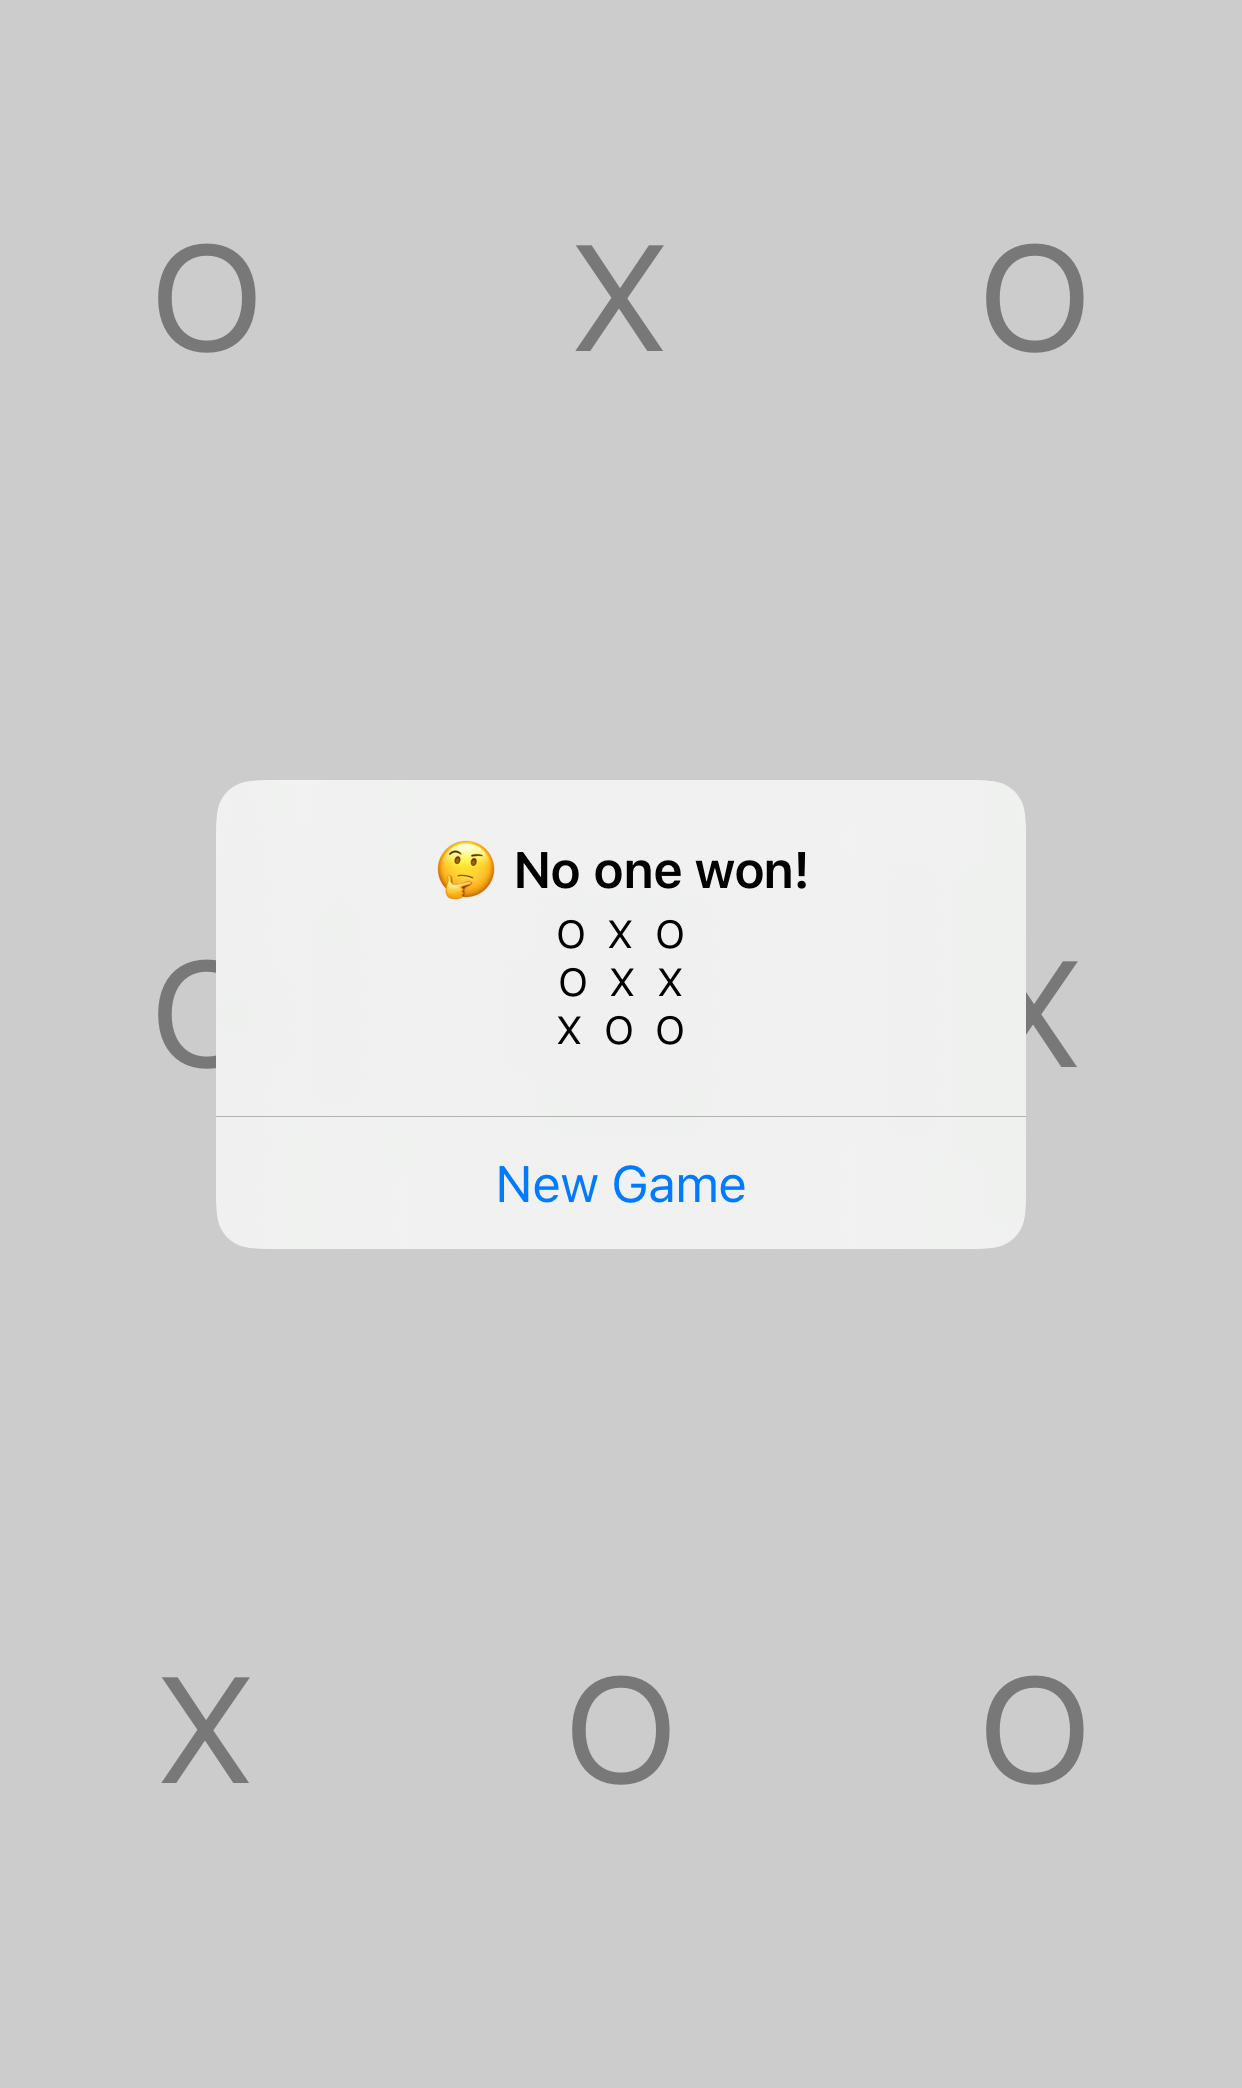 O X O
🤔 No one won!
O X O
O X X
X O O
O X
New Game
X O O